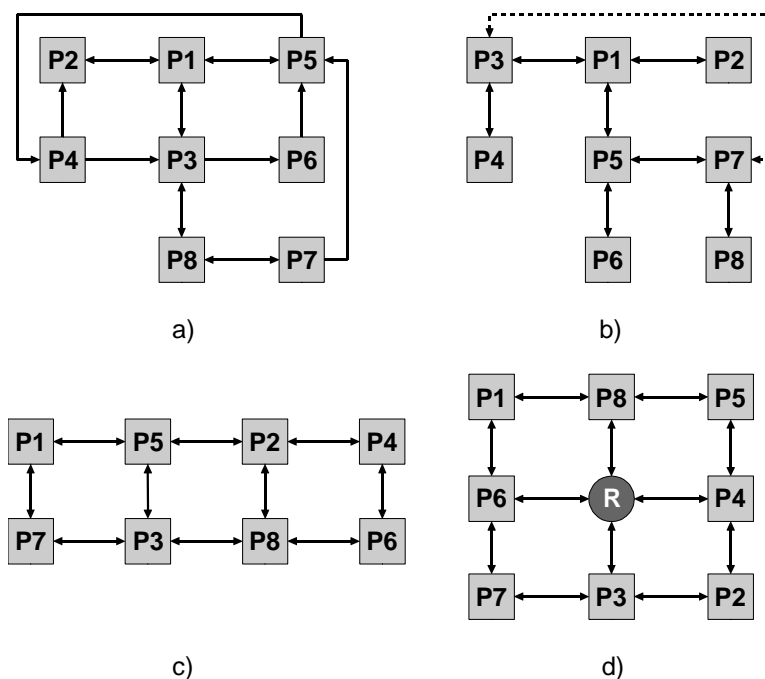 P2 P1 P5
P4 P3 P6
P8 P7
a)
P3 P1 P2
P4 P5 P7
P6 P8
b)
P1 P5 P2 P4
P7 P3 P8 P6
c)
P1 P8 P5
P6 R P4
P7 P3 P2
d)